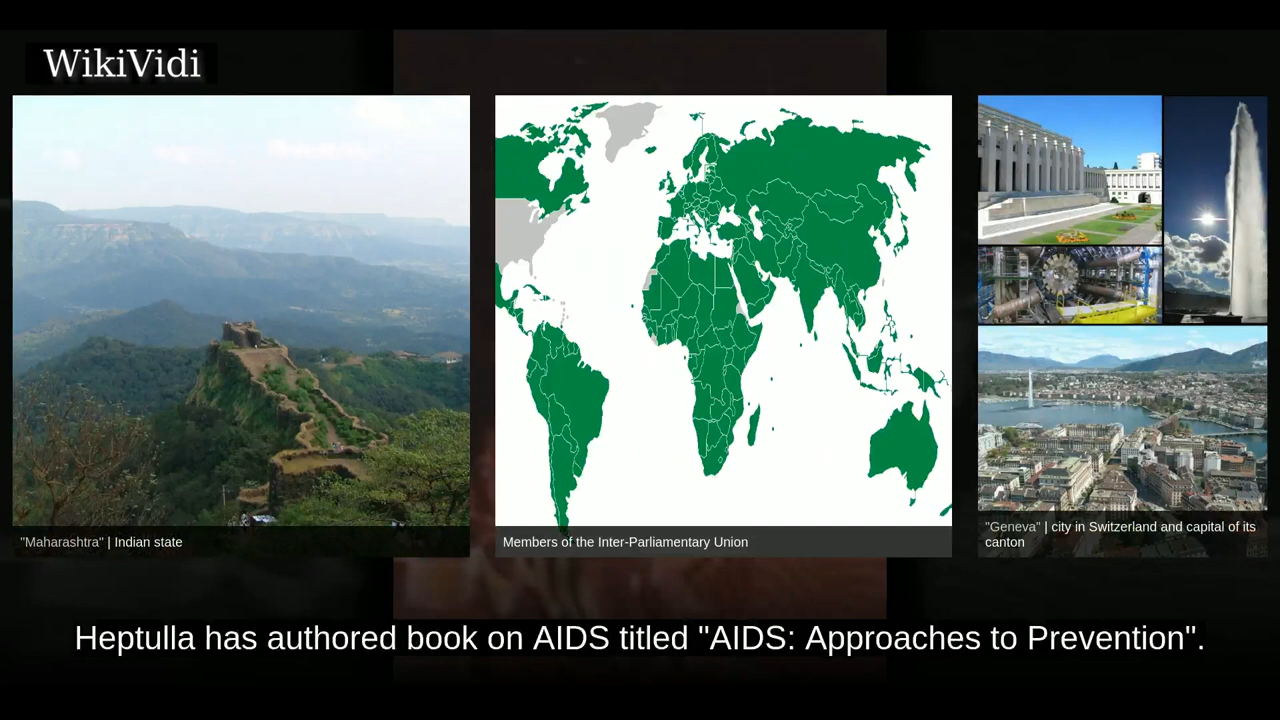 WikiVidi
"Maharashtra" | Indian state
Members of the Inter-Parliamentary Union
"Geneva" | city in Switzerland and capital of its
canton
Heptulla has authored book on AIDS titled "AIDS: Approaches to Prevention".